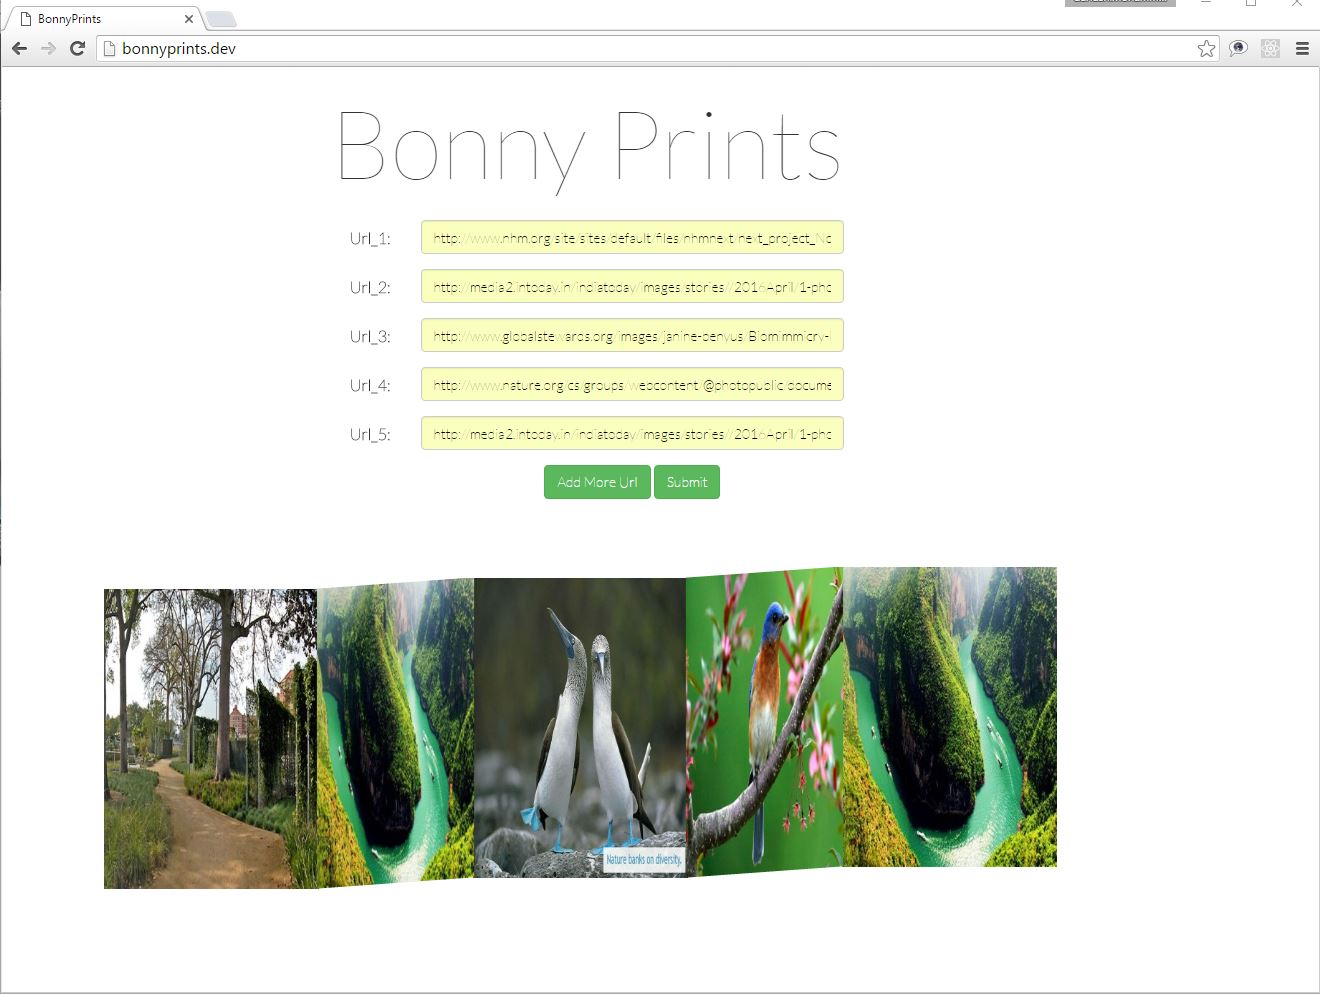 BonnyPrints
bonnyprints.dev
Bonny Prints
Url_1: http://www.nhm.org/site/sites/default/files/nhmnext/next_project_No
Url_2: http://media2.intoday.in/indiatoday/images/stories//2016April/1-pho
Url_3: http://www.globalstewards.org/images/janine-benyus/Biomimmicry-
Url_4: http://www.nature.org/cs/groups/webcontent/@photopublic/docume
Url_5: http://media2.intoday.in/indiatoday/images/stories//2016April/1-pho
Add More Url Submit
Nature banks on diversity.